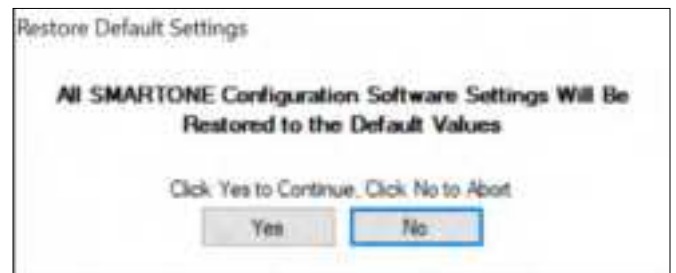 Restore Default Settings
All SMARTONE Configuration Software Settings Will Be
Restored to the Default Values
Click Yes to Continue, Click No to Abort
Yes
No